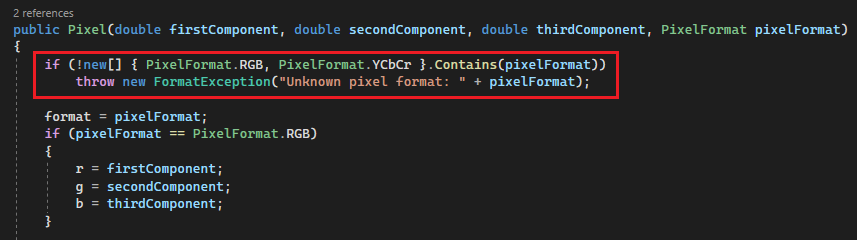 2 references
public Pixel(double firstComponent, double secondComponent, double thirdComponent, PixelFormat pixelFormat)
{
if (!new[] { PixelFormat.RGB, PixelFormat.YCbCr }.Contains(pixelFormat))
throw new FormatException("Unknown pixel format: " + pixelFormat);
format = pixelFormat;
if (pixelFormat == PixelFormat.RGB)
{
r = firstComponent;
g = secondComponent;
b = thirdComponent;
}